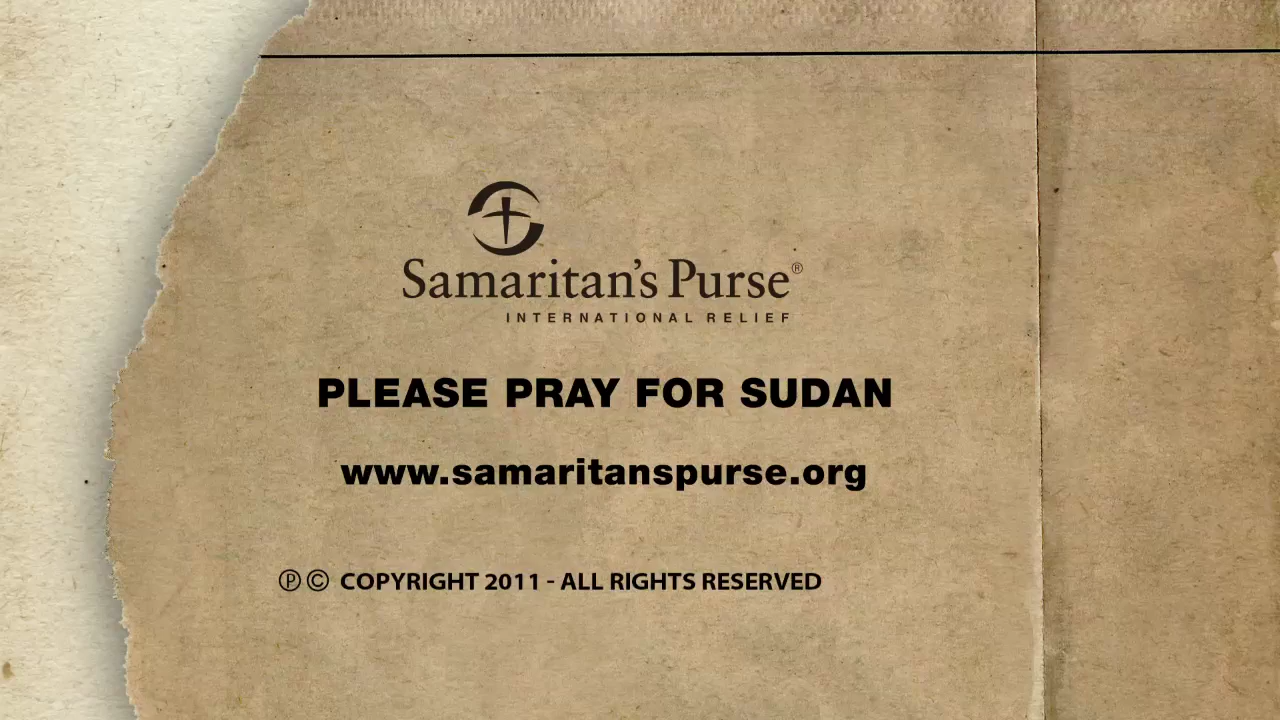 Samaritan's Purse®
INTERNATIONAL RELIEF
PLEASE PRAY FOR SUDAN
www.samaritanspurse.org
℗ © COPYRIGHT 2011 - ALL RIGHTS RESERVED